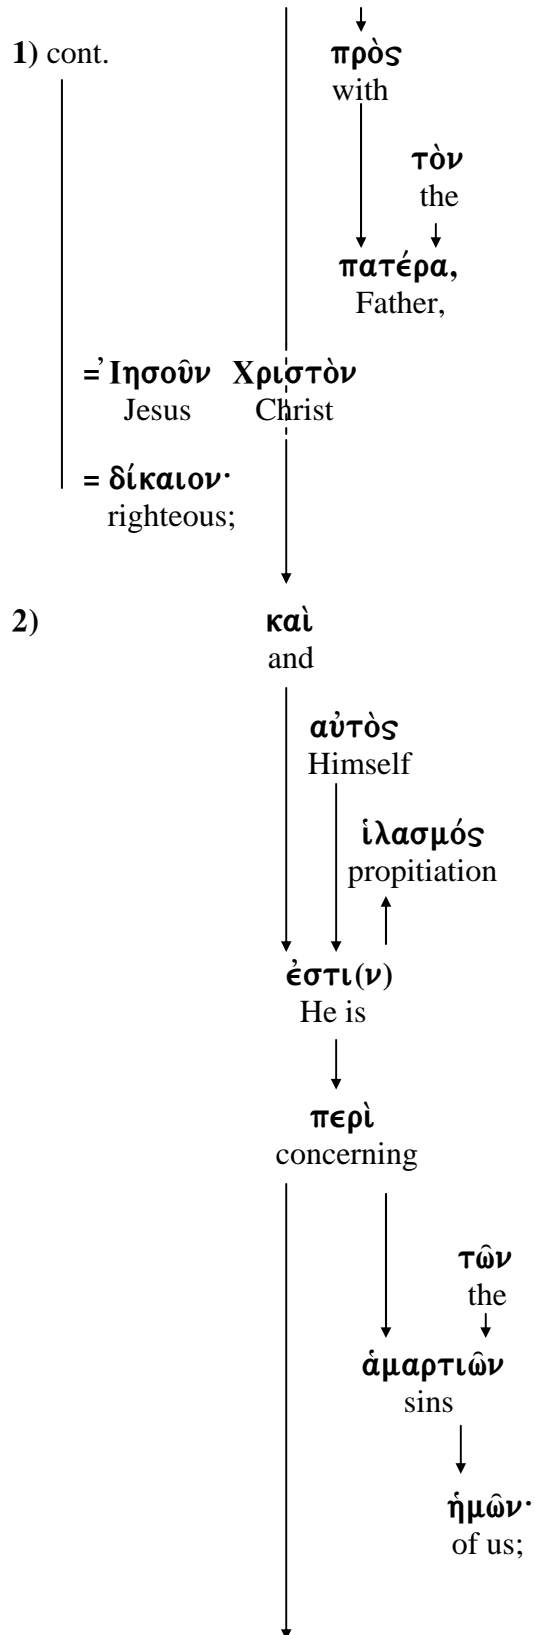 1) cont. πρὸς
with
τὸν
the
πατέρα,
Father,
= Ἰησοῦν Χριστὸν
Jesus Christ
= δίκαιον·
righteous;
2) καὶ
and
αὐτὸς
Himself
ἱλασμός
propitiation
ἐστι(ν)
He is
περὶ
concerning
τῶν
the
ἁμαρτιῶν
sins
ἡμῶν·
of us;